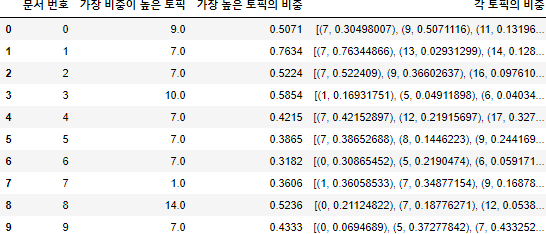 문서 번호 가장 비중이 높은 토픽 가장 높은 토픽의 비중 각 토픽의 비중
0 0 9.0 0.5071 [(7, 0.30498007), (9, 0.5071116), (11, 0.13196...
1 1 7.0 0.7634 [(7, 0.76344866), (13, 0.02931299), (14, 0.128...
2 2 7.0 0.5224 [(7, 0.522409), (9, 0.36602637), (16, 0.097610...
3 3 10.0 0.5854 [(1, 0.16931751), (5, 0.04911898), (6, 0.04034...
4 4 7.0 0.4215 [(7, 0.42152897), (12, 0.21915697), (17, 0.327...
5 5 7.0 0.3865 [(7, 0.38652688), (8, 0.1446223), (9, 0.244169...
6 6 7.0 0.3182 [(0, 0.30865452), (5, 0.2190474), (6, 0.059171...
7 7 1.0 0.3606 [(1, 0.36058533), (7, 0.34877154), (9, 0.16878...
8 8 14.0 0.5236 [(0, 0.21124822), (7, 0.18776271), (12, 0.0538...
9 9 7.0 0.4333 [(0, 0.0694689), (5, 0.37277842), (7, 0.433252...